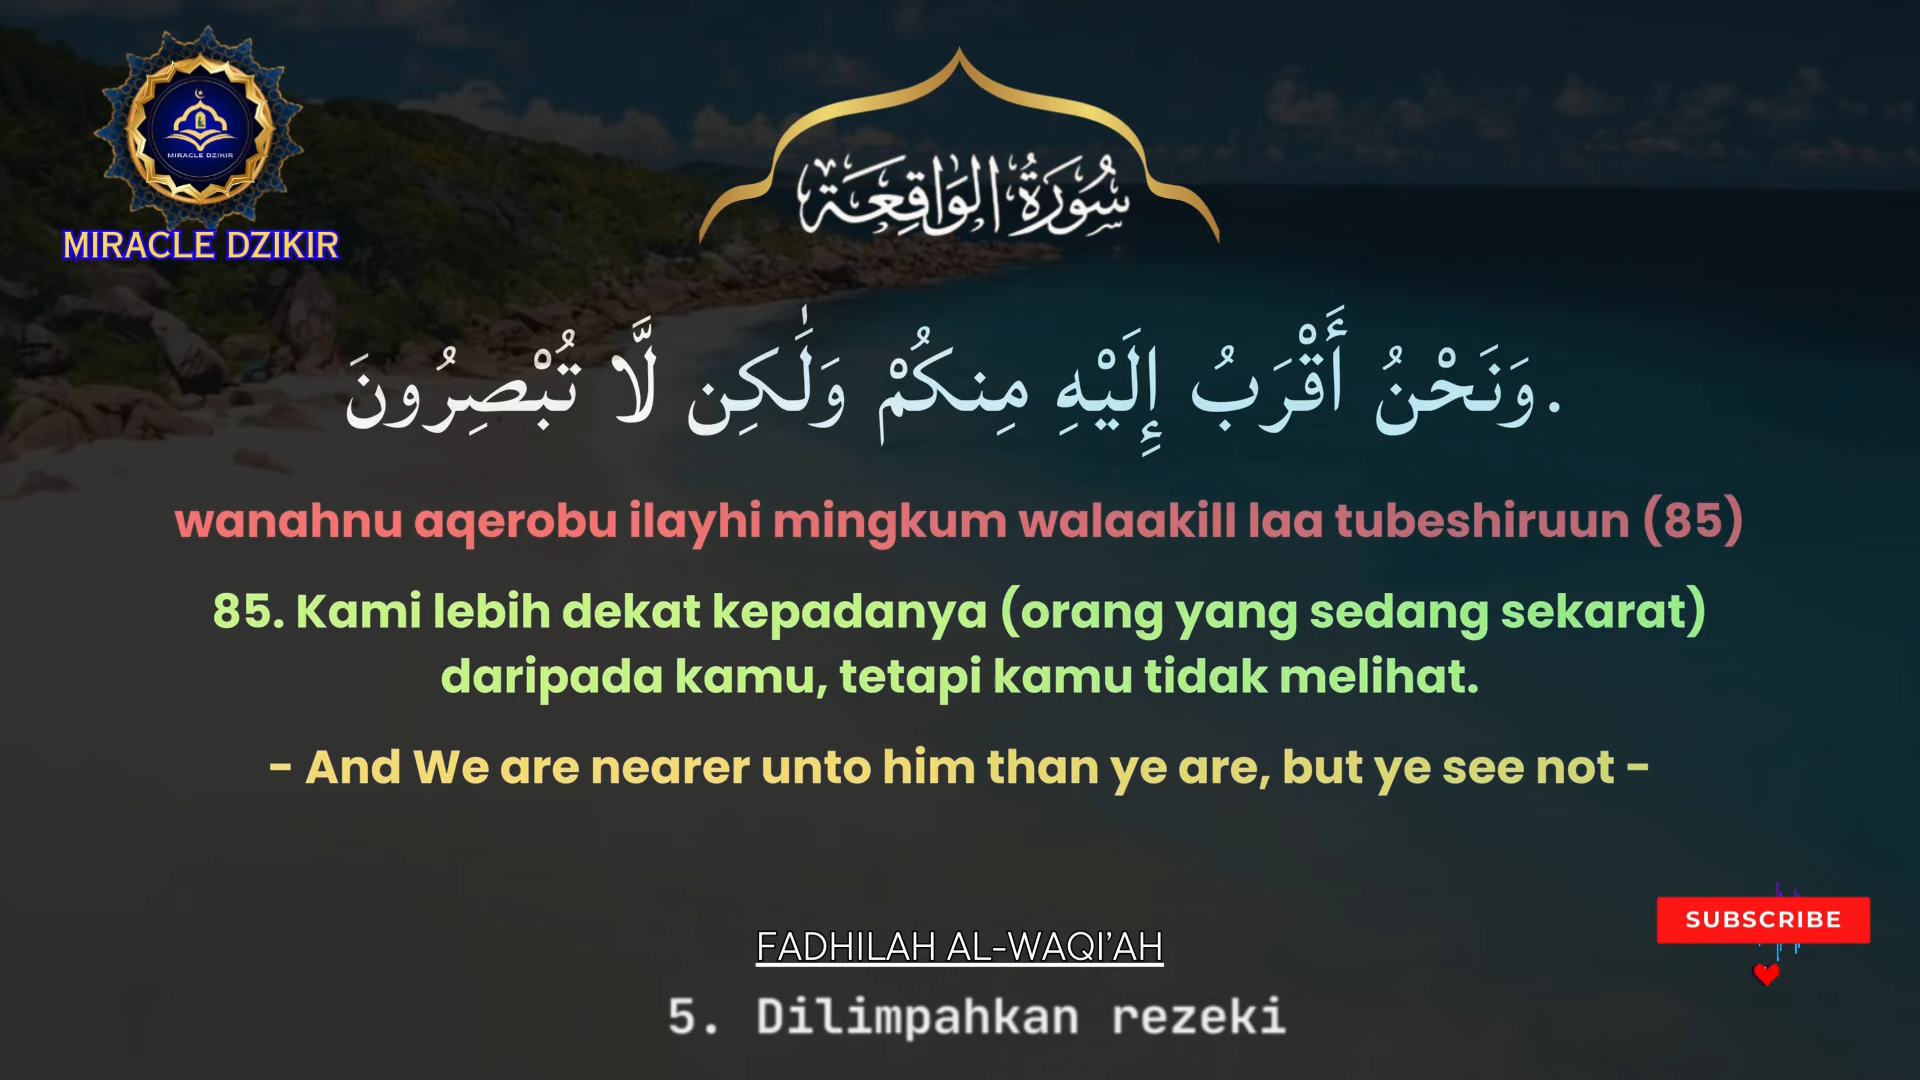 MIRACLE DZIKIR
MIRACLE DZIKIR
سُورَةُ الوَاقِعَة
وَنَحْنُ أَقْرَبُ إِلَيْهِ مِنكُمْ وَلَٰكِن لَّا تُبْصِرُونَ.
wanahnu aqerobu ilayhi mingkum walaakill laa tubeshiruun (85)
85. Kami lebih dekat kepadanya (orang yang sedang sekarat)
daripada kamu, tetapi kamu tidak melihat.
- And We are nearer unto him than ye are, but ye see not -
SUBSCRIBE
FADHILAH AL-WAQI'AH
5. Dilimpahkan rezeki